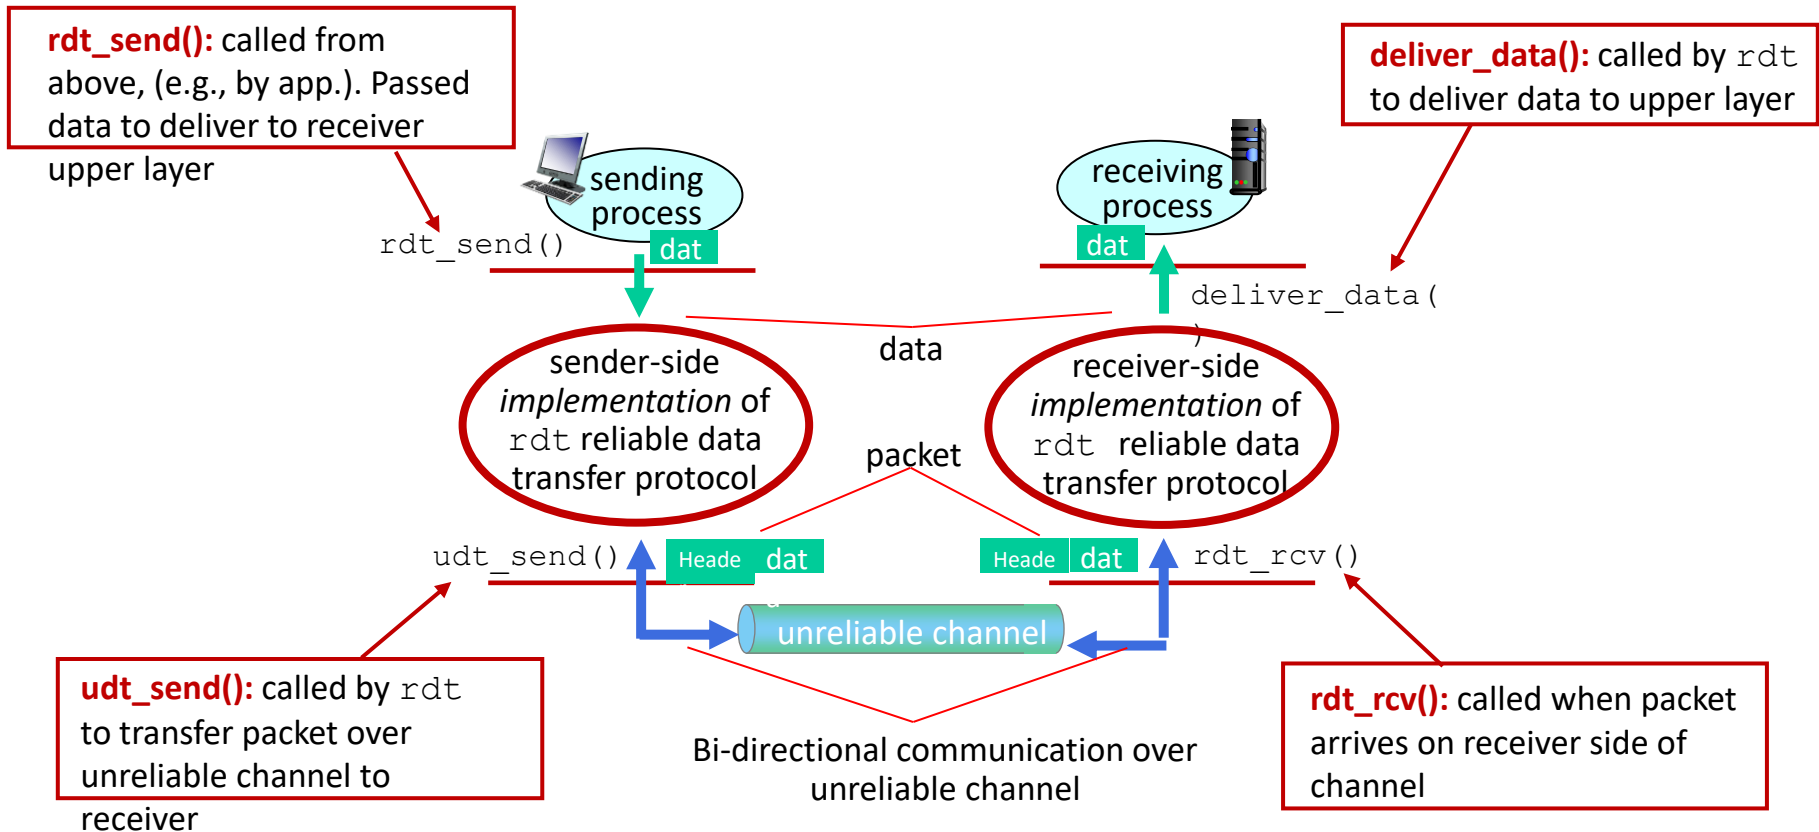 rdt_send(): called from
above, (e.g., by app.). Passed
data to deliver to receiver
upper layer
deliver_data(): called by rdt
to deliver data to upper layer
sending
process
receiving
process
rdt_send()
dat
dat
deliver_data(
)
data
sender-side
implementation of
rdt reliable data
transfer protocol
receiver-side
implementation of
rdt reliable data
transfer protocol
packet
udt_send()
Heade
dat
Heade
dat
rdt_rcv()
unreliable channel
udt_send(): called by rdt
to transfer packet over
unreliable channel to
receiver
Bi-directional communication over
unreliable channel
rdt_rcv(): called when packet
arrives on receiver side of
channel